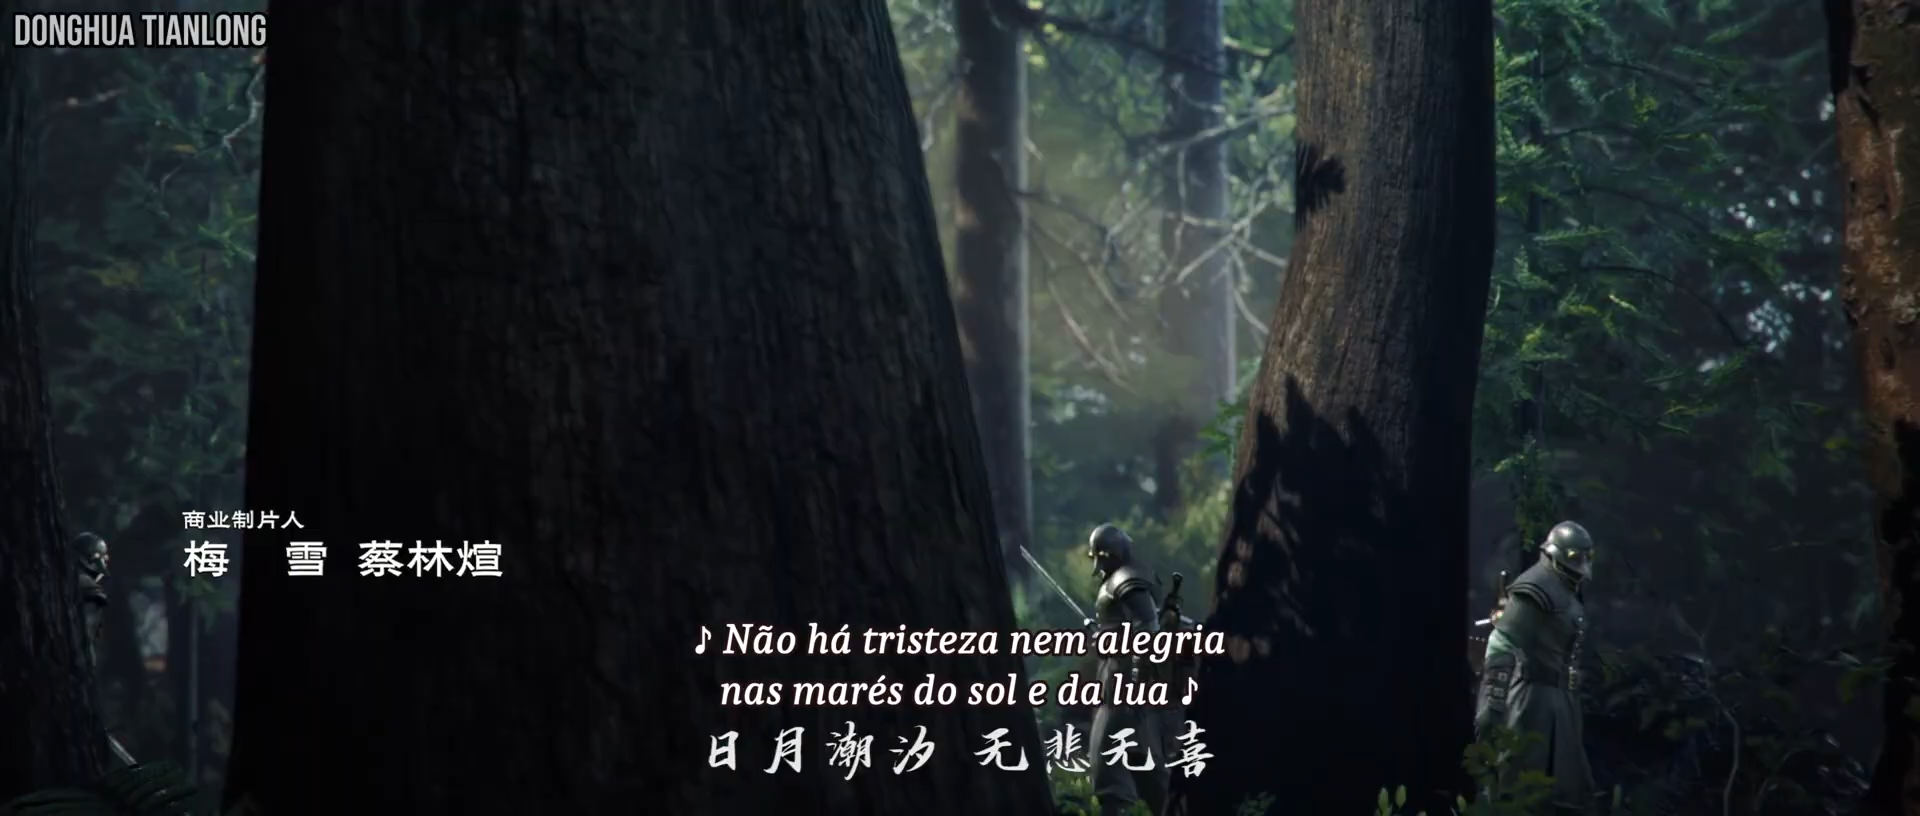 DONGHUA TIANLONG
商业制片人
梅 雪 蔡林煊
♪ Não há tristeza nem alegria
nas marés do sol e da lua ♪
日月潮汐 无悲无喜